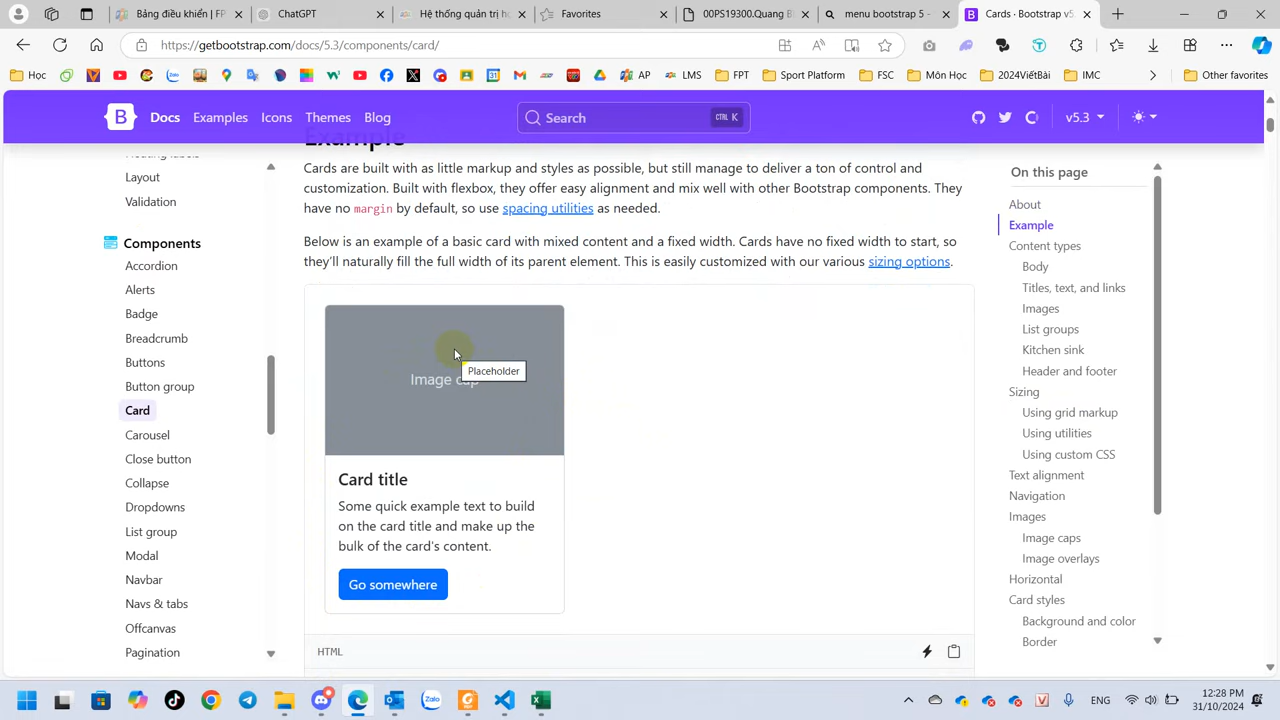 Bảng điều khiển | FP
ChatGPT
Hệ thống quản trị họ
Favorites
00PS19300.Quang B
menu bootstrap 5 -
Cards · Bootstrap v5
https://getbootstrap.com/docs/5.3/components/card/
Học
AP
LMS
FPT
Sport Platform
FSC
Môn Học
2024ViếtBài
IMC
Other favorites
B
Docs
Examples
Icons
Themes
Blog
Search
CTRL K
v5.3
Heading labels
Layout
Validation
Components
Accordion
Alerts
Badge
Breadcrumb
Buttons
Button group
Card
Carousel
Close button
Collapse
Dropdowns
List group
Modal
Navbar
Navs & tabs
Offcanvas
Pagination
Example
Cards are built with as little markup and styles as possible, but still manage to deliver a ton of control and
customization. Built with flexbox, they offer easy alignment and mix well with other Bootstrap components. They
have no margin by default, so use spacing utilities as needed.
Below is an example of a basic card with mixed content and a fixed width. Cards have no fixed width to start, so
they'll naturally fill the full width of its parent element. This is easily customized with our various sizing options.
Image cap
Placeholder
Card title
Some quick example text to build
on the card title and make up the
bulk of the card's content.
Go somewhere
HTML
On this page
About
Example
Content types
Body
Titles, text, and links
Images
List groups
Kitchen sink
Header and footer
Sizing
Using grid markup
Using utilities
Using custom CSS
Text alignment
Navigation
Images
Image caps
Image overlays
Horizontal
Card styles
Background and color
Border
Zalo
ENG
12:28 PM
31/10/2024